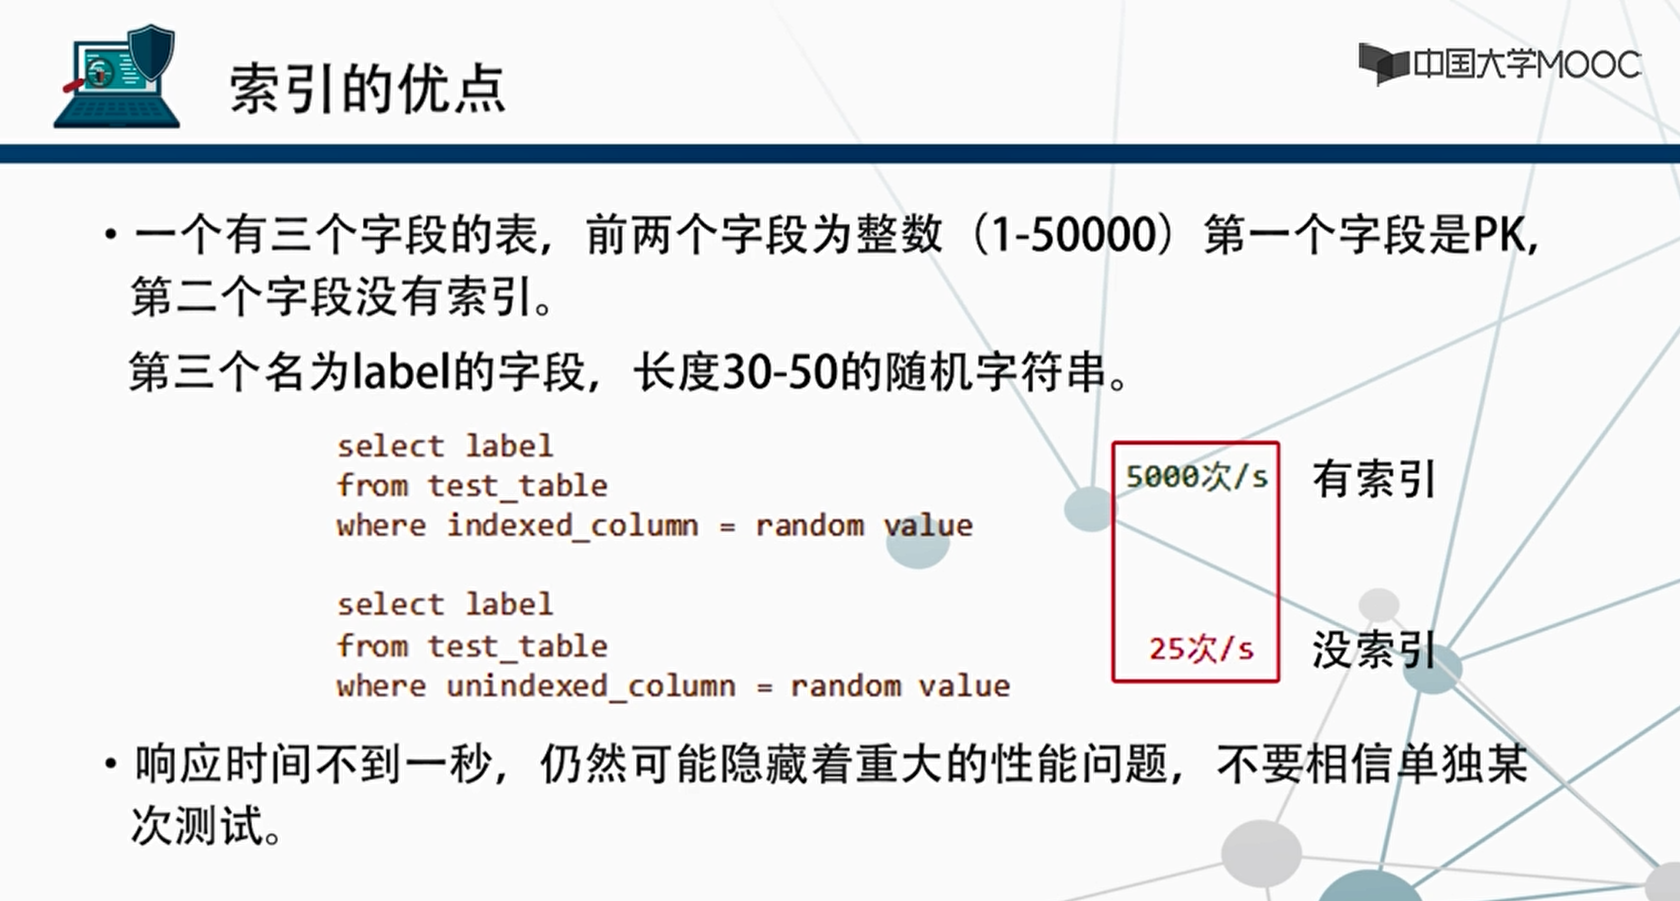 索引的优点
中国大学MOOC
• 一个有三个字段的表，前两个字段为整数（1-50000）第一个字段是PK,
第二个字段没有索引。
第三个名为label的字段，长度30-50的随机字符串。
select label
from test_table
where indexed_column = random value
5000次/s 有索引
select label
from test_table
where unindexed_column = random value
25次/s 没索引
• 响应时间不到一秒，仍然可能隐藏着重大的性能问题，不要相信单独某
次测试。